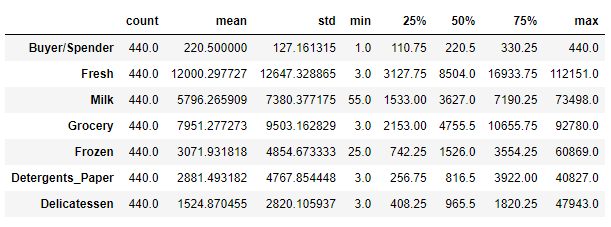 count mean std min 25% 50% 75% max
Buyer/Spender 440.0 220.500000 127.161315 1.0 110.75 220.5 330.25 440.0
Fresh 440.0 12000.297727 12647.328865 3.0 3127.75 8504.0 16933.75 112151.0
Milk 440.0 5796.265909 7380.377175 55.0 1533.00 3627.0 7190.25 73498.0
Grocery 440.0 7951.277273 9503.162829 3.0 2153.00 4755.5 10655.75 92780.0
Frozen 440.0 3071.931818 4854.673333 25.0 742.25 1526.0 3554.25 60869.0
Detergents_Paper 440.0 2881.493182 4767.854448 3.0 256.75 816.5 3922.00 40827.0
Delicatessen 440.0 1524.870455 2820.105937 3.0 408.25 965.5 1820.25 47943.0